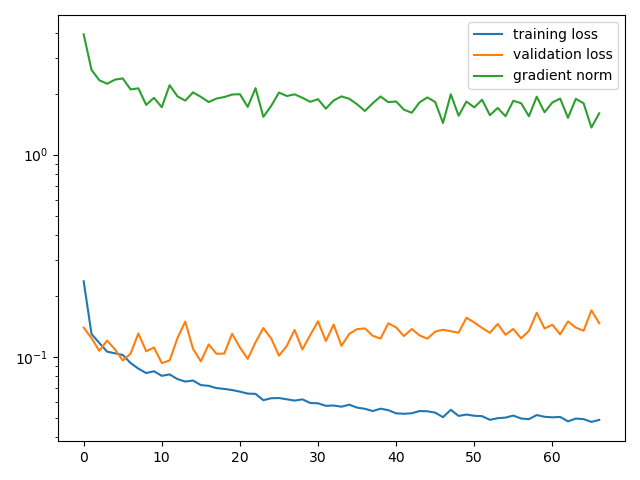 training loss
validation loss
gradient norm
10⁰
10⁻¹
0 10 20 30 40 50 60